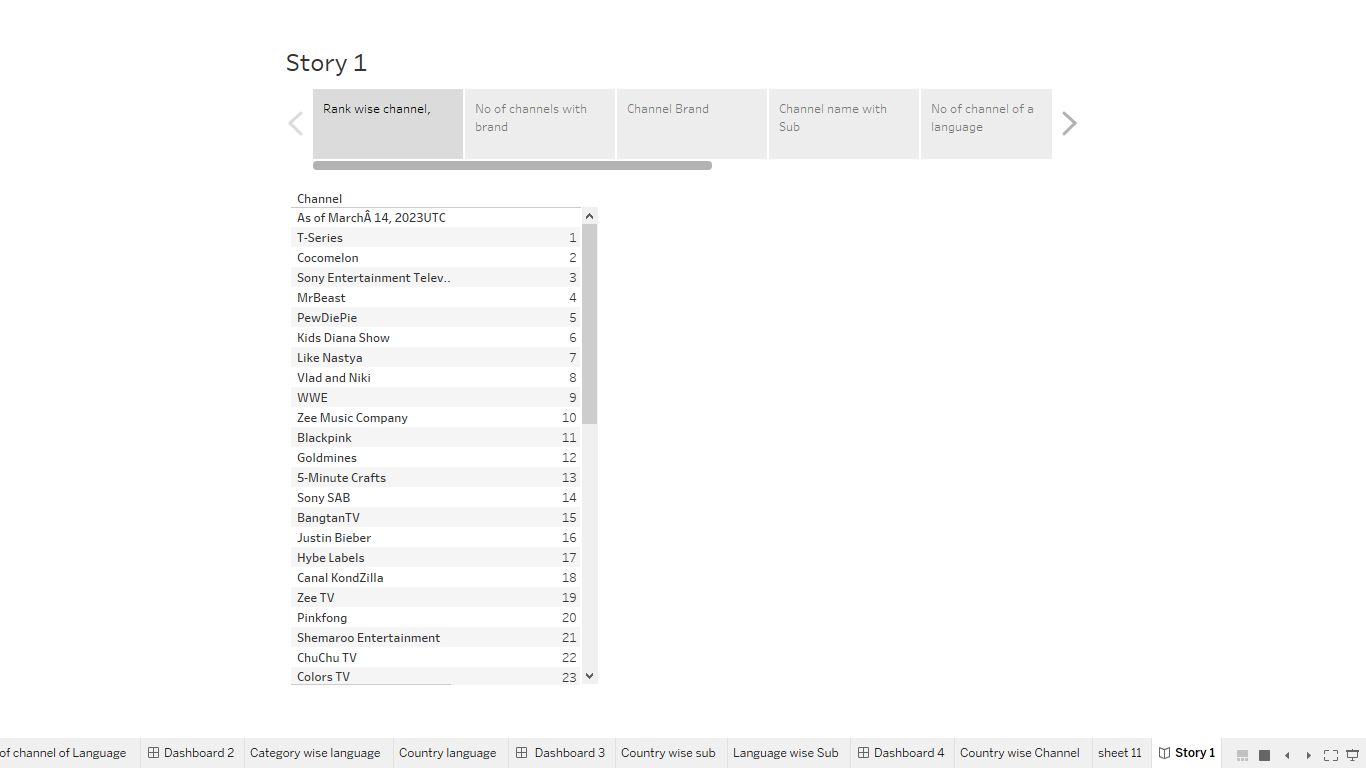 Story 1
Rank wise channel,
No of channels with
brand
Channel Brand
Channel name with
Sub
No of channel of a
language
Channel
As of MarchÂ 14, 2023UTC
T-Series 1
Cocomelon 2
Sony Entertainment Telev.. 3
MrBeast 4
PewDiePie 5
Kids Diana Show 6
Like Nastya 7
Vlad and Niki 8
WWE 9
Zee Music Company 10
Blackpink 11
Goldmines 12
5-Minute Crafts 13
Sony SAB 14
BangtanTV 15
Justin Bieber 16
Hybe Labels 17
Canal KondZilla 18
Zee TV 19
Pinkfong 20
Shemaroo Entertainment 21
ChuChu TV 22
Colors TV 23
of channel of Language Dashboard 2 Category wise language Country language Dashboard 3 Country wise sub Language wise Sub Dashboard 4 Country wise Channel sheet 11 Story 1